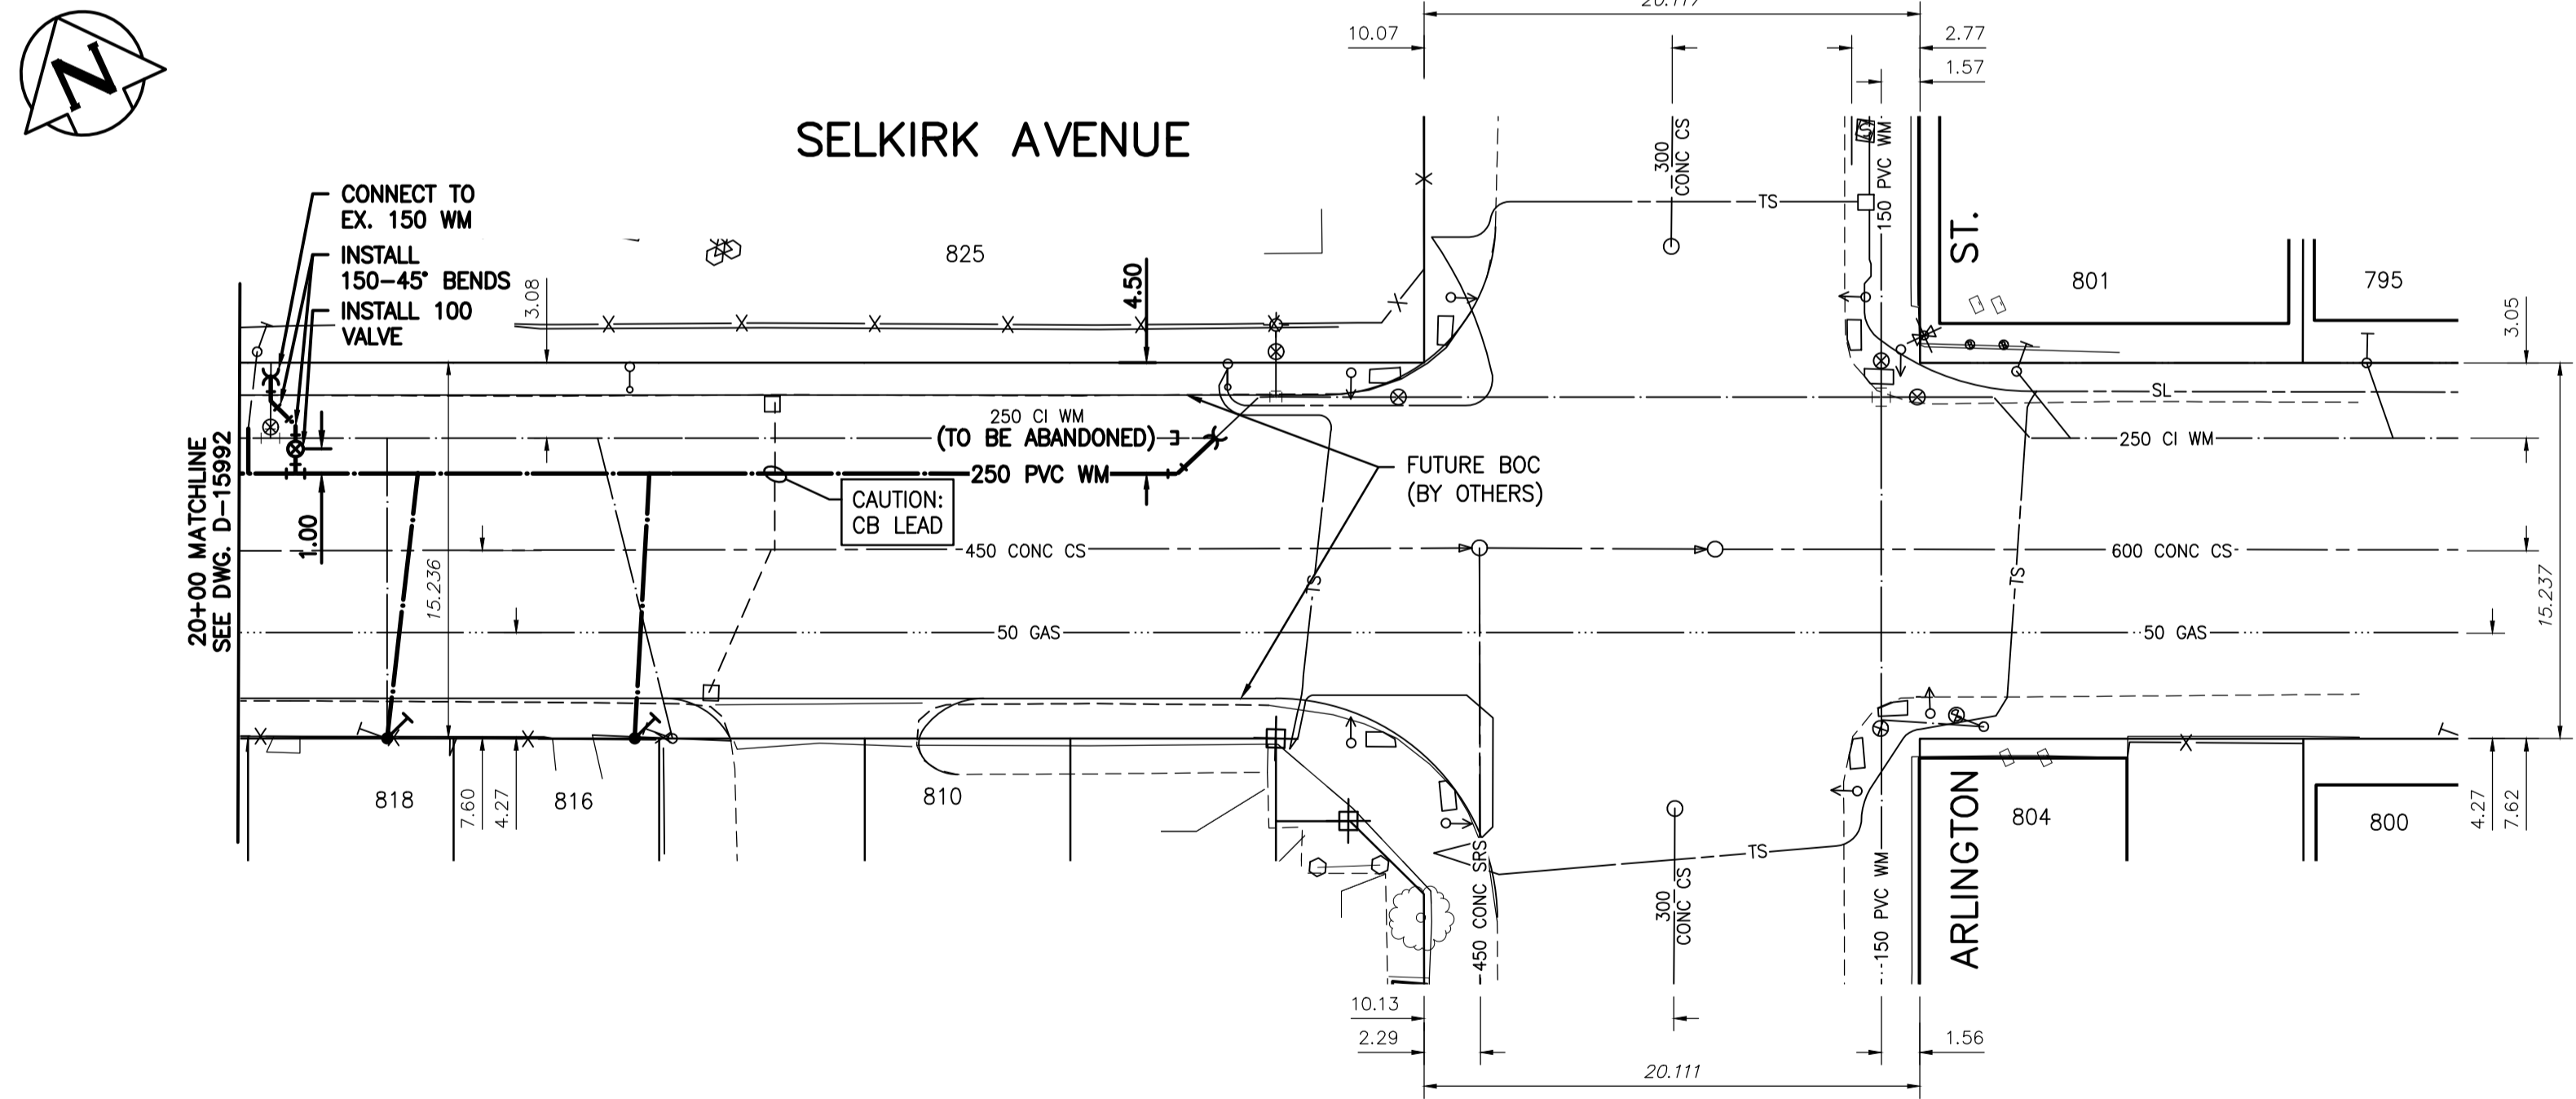 20.117
10.07
2.77
1.57
N
SELKIRK AVENUE
300
CONC CS
150 PVC WM
TS
ST.
CONNECT TO
EX. 150 WM
INSTALL
150-45° BENDS
INSTALL 100
VALVE
825
801
795
3.08
4.50
3.05
SL
250 CI WM
(TO BE ABANDONED)
250 CI WM
250 PVC WM
FUTURE BOC
(BY OTHERS)
CAUTION:
CB LEAD
20+00 MATCHLINE
SEE DWG. D-15992
1.00
450 CONC CS
600 CONC CS
15.236
TS
TS
15.237
50 GAS
50 GAS
818
7.60
4.27
816
810
804
800
4.27
7.62
TS
450 CONC SRS
300
CONC CS
150 PVC WM
ARLINGTON
10.13
2.29
1.56
20.111